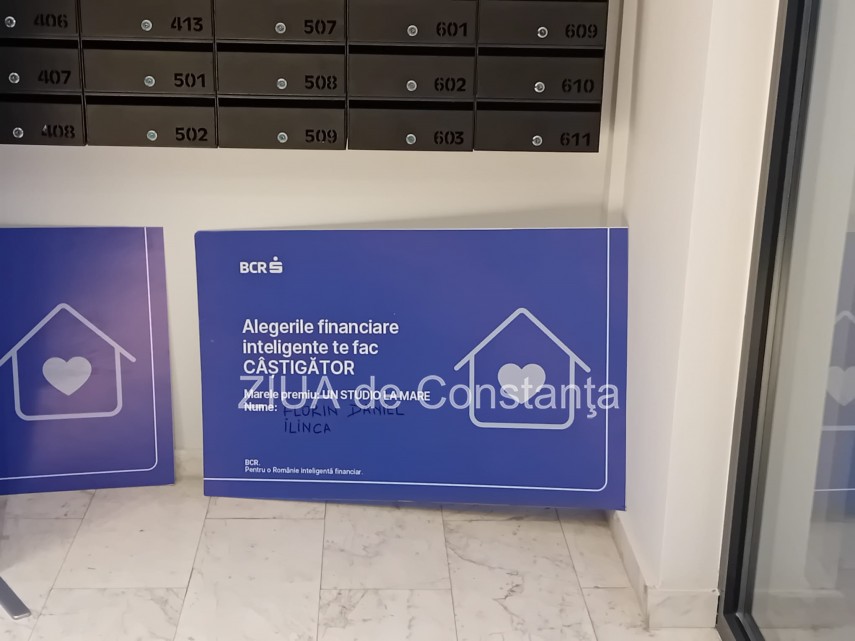 406 413 507 601 609
407 501 508 602 610
408 502 509 603 611
BCR
Alegerile financiare
inteligente te fac
CÂȘTIGĂTOR
Marele premiu: UN STUDIO LA MARE
Nume: FLORIN DANIEL
ILINCA
ZIUA de Constanţa
BCR.
Pentru o Românie inteligentă financiar.